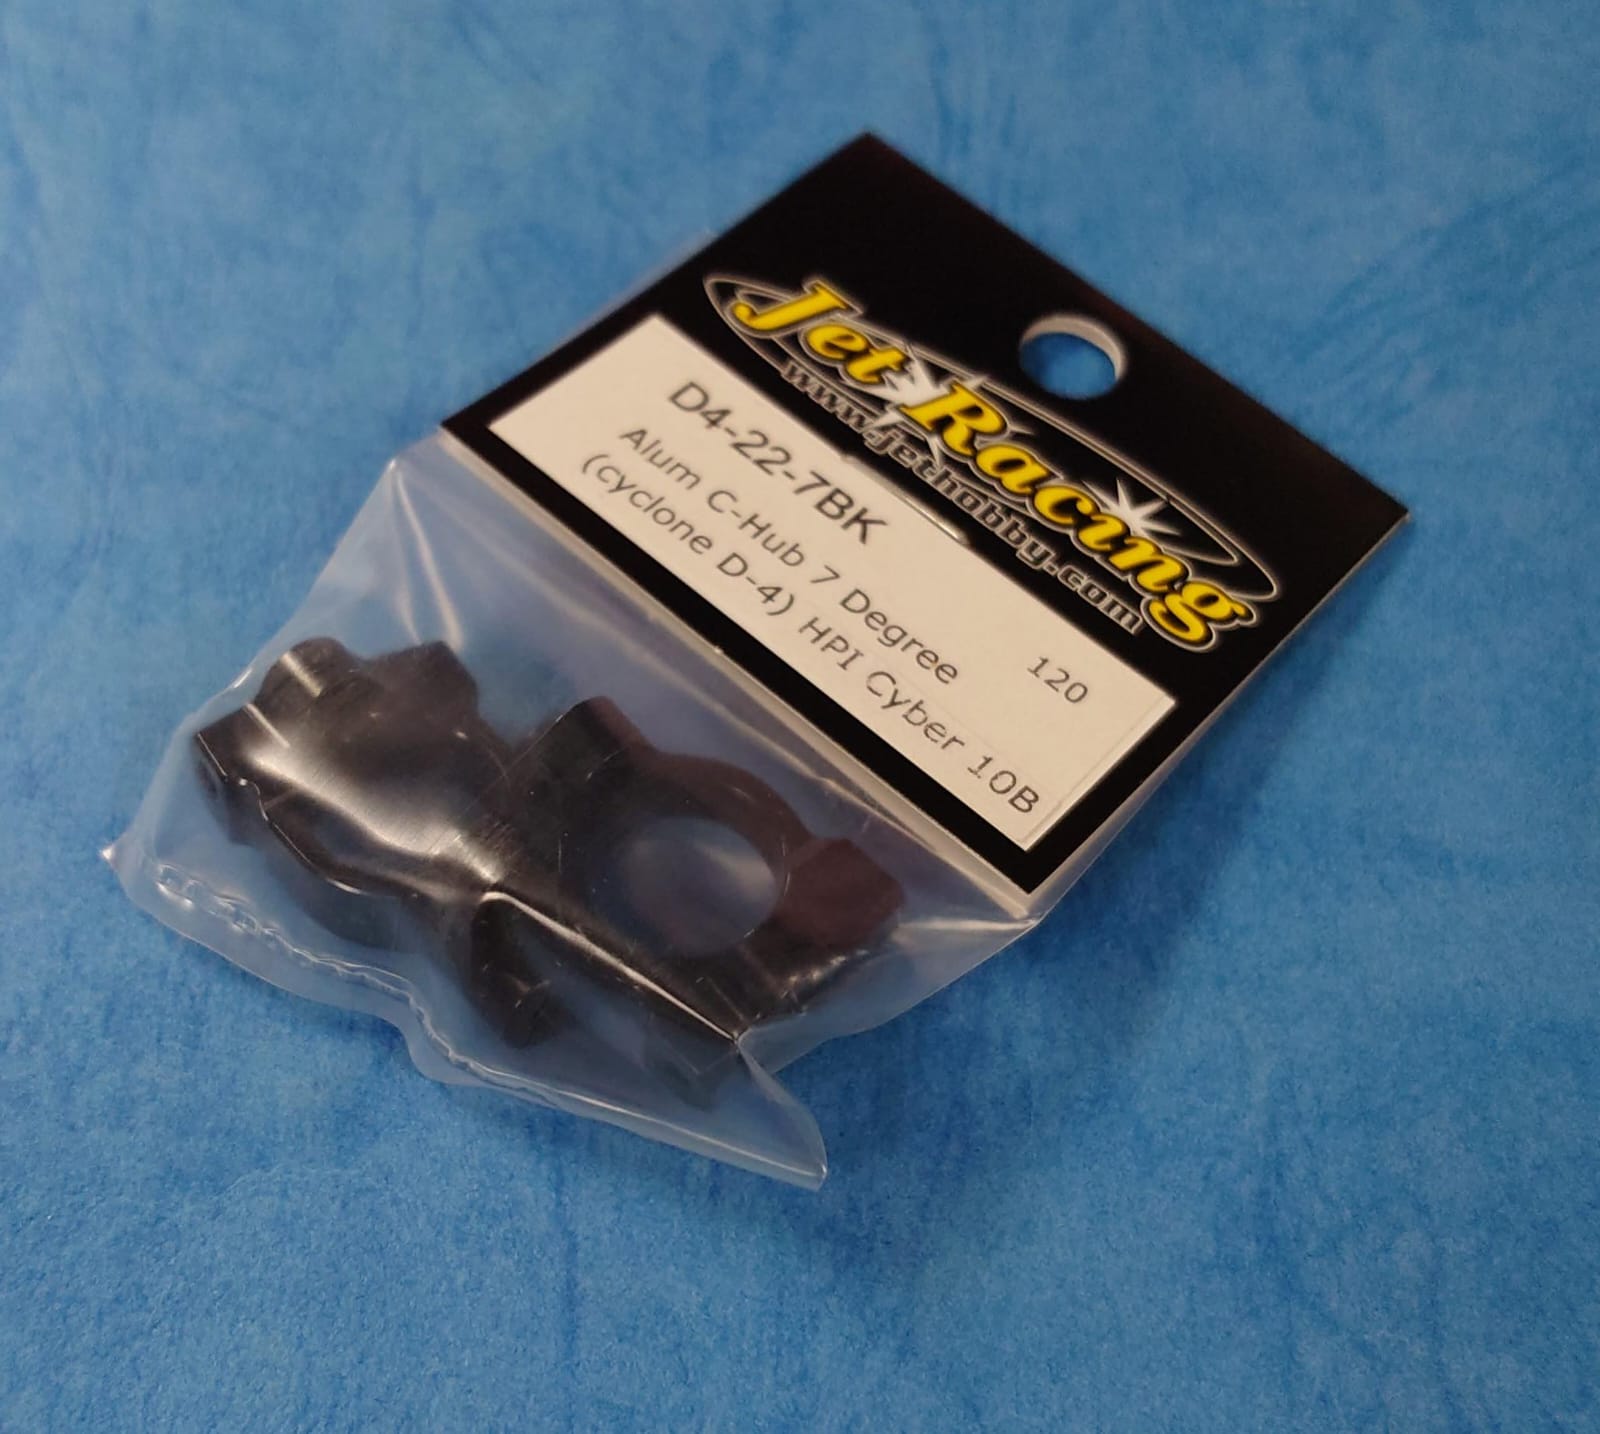 Jet Racing
www.jethobby.com
D4-22-7BK
Alum C-Hub 7 Degree 120
(cyclone D-4) HPI Cyber 10B